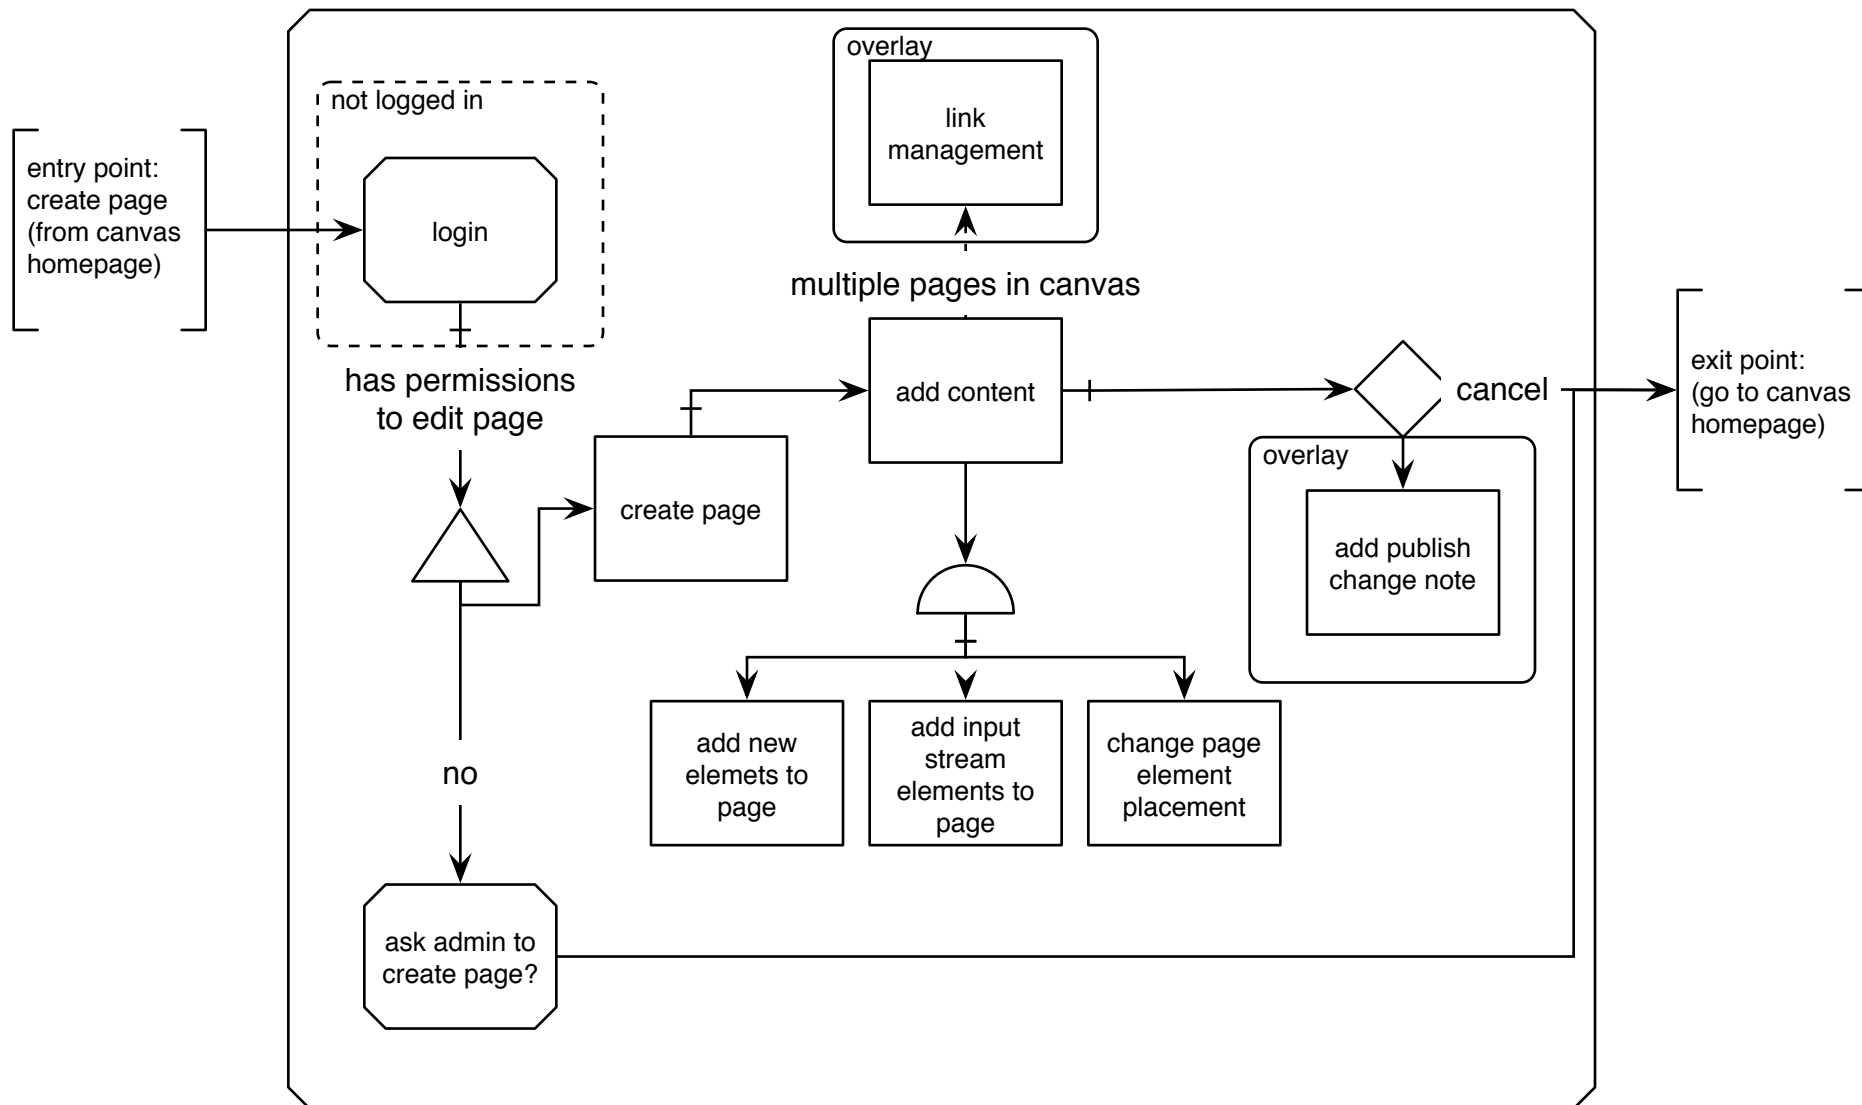 overlay
link
management
not logged in
login
entry point:
create page
(from canvas
homepage)
multiple pages in canvas
has permissions
to edit page
add content
cancel
exit point:
(go to canvas
homepage)
create page
overlay
add publish
change note
no
add new
elemets to
page
add input
stream
elements to
page
change page
element
placement
ask admin to
create page?